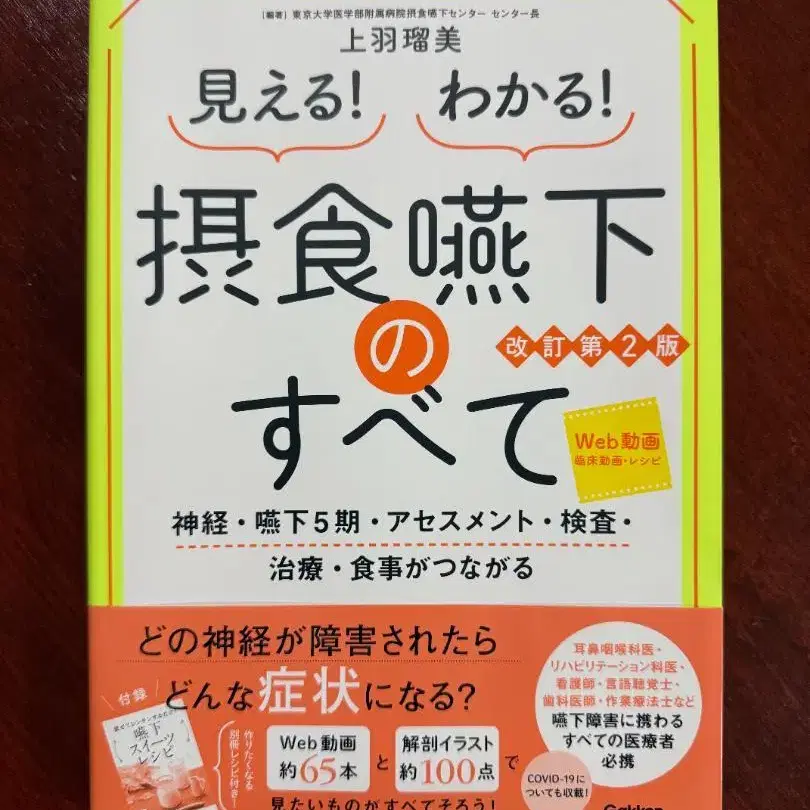 [編著] 東京大学医学部附属病院摂食嚥下センター センター長
上羽瑠美
見える! わかる!
摂食嚥下
の
改訂第2版
すべて
Web動画
臨床動画・レシピ
神経・嚥下5期・アセスメント・検査・
治療・食事がつながる
どの神経が障害されたら
どんな症状になる?
耳鼻咽喉科医・
リハビリテーション科医・
看護師・言語聴覚士・
歯科医師・作業療法士など
嚥下障害に携わる
すべての医療者
必携
付録
嚥下
スイーツ
レシピ
作りたくなる
別冊レシピ付き!
Web動画
約65本
と
解剖イラスト
約100点
で
見たいものがすべてそろう!
COVID-19に
ついても収載!
Gakken